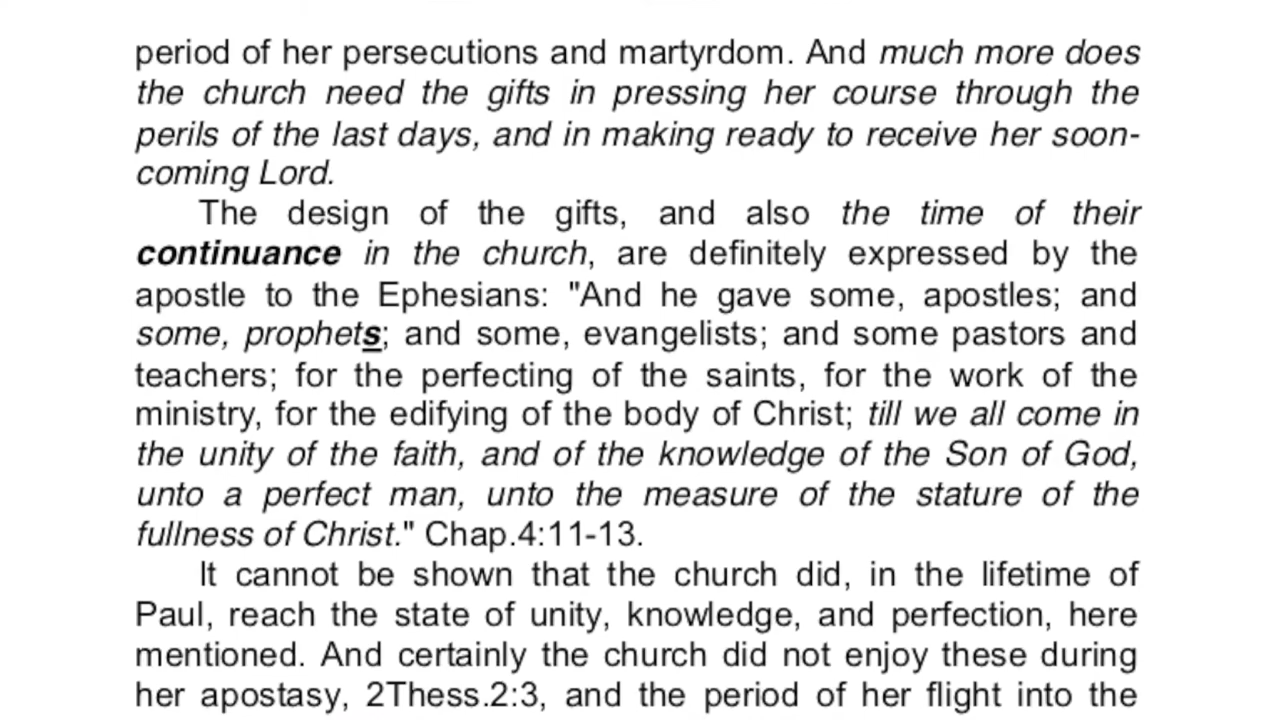 period of her persecutions and martyrdom. And much more does
the church need the gifts in pressing her course through the
perils of the last days, and in making ready to receive her soon-
coming Lord.
The design of the gifts, and also the time of their
continuance in the church, are definitely expressed by the
apostle to the Ephesians: "And he gave some, apostles; and
some, prophets; and some, evangelists; and some pastors and
teachers; for the perfecting of the saints, for the work of the
ministry, for the edifying of the body of Christ; till we all come in
the unity of the faith, and of the knowledge of the Son of God,
unto a perfect man, unto the measure of the stature of the
fullness of Christ." Chap.4:11-13.
It cannot be shown that the church did, in the lifetime of
Paul, reach the state of unity, knowledge, and perfection, here
mentioned. And certainly the church did not enjoy these during
her apostasy, 2Thess.2:3, and the period of her flight into the